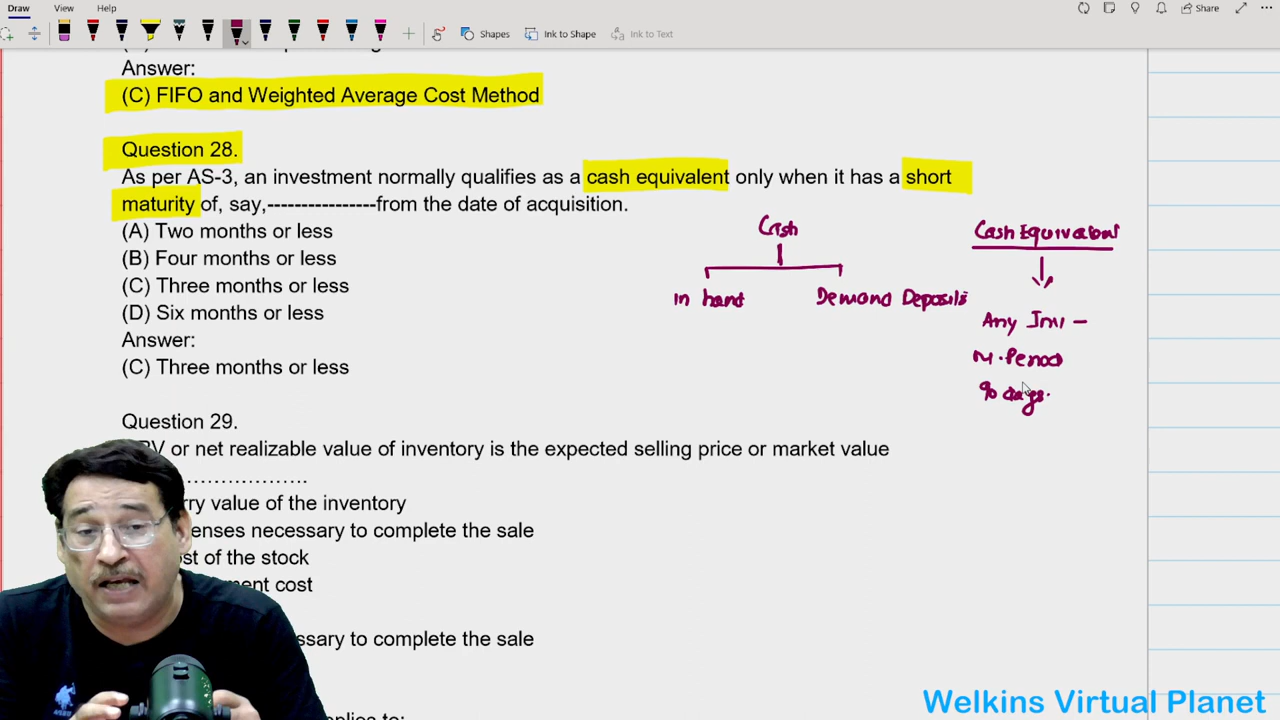 Draw View Help
Share
Shapes Ink to Shape Ink to Text
Answer:
(C) FIFO and Weighted Average Cost Method
Question 28.
As per AS-3, an investment normally qualifies as a cash equivalent only when it has a short
maturity of, say,----------------from the date of acquisition.
(A) Two months or less
(B) Four months or less
(C) Three months or less
(D) Six months or less
Answer:
(C) Three months or less
Cash
In hand Demand Deposits
Cash Equivalent
Any Inv -
M. Period
90 days.
Question 29.
or net realizable value of inventory is the expected selling price or market value
………………….
value of the inventory
necessary to complete the sale
of the stock
cost
to complete the sale
Welkins Virtual Planet